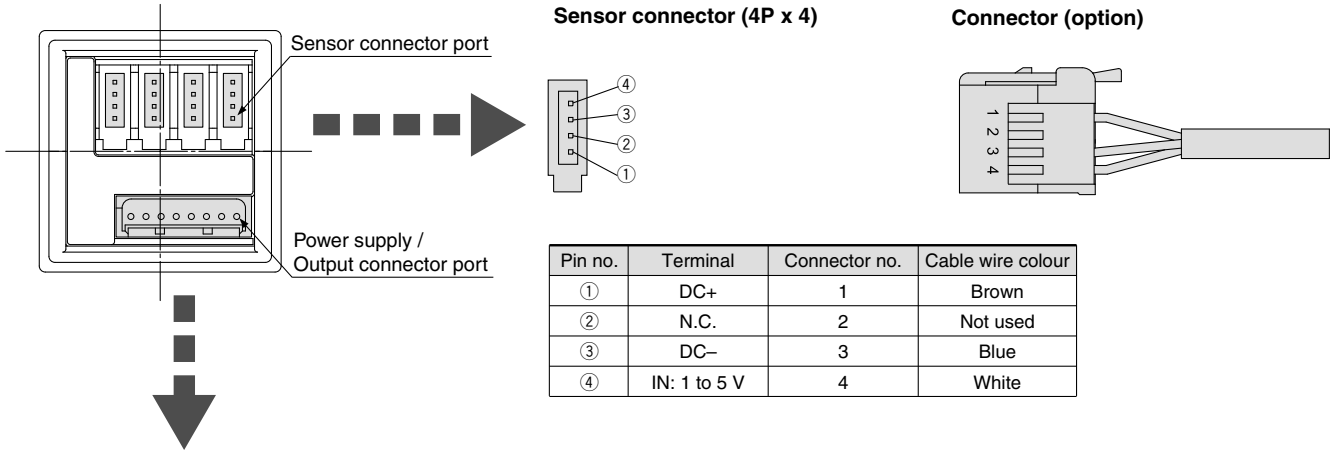 Sensor connector (4P x 4)
Connector (option)
Sensor connector port
④
③
②
①
1
2
3
4
Power supply /
Output connector port
Pin no. Terminal Connector no. Cable wire colour
① DC+ 1 Brown
② N.C. 2 Not used
③ DC– 3 Blue
④ IN: 1 to 5 V 4 White